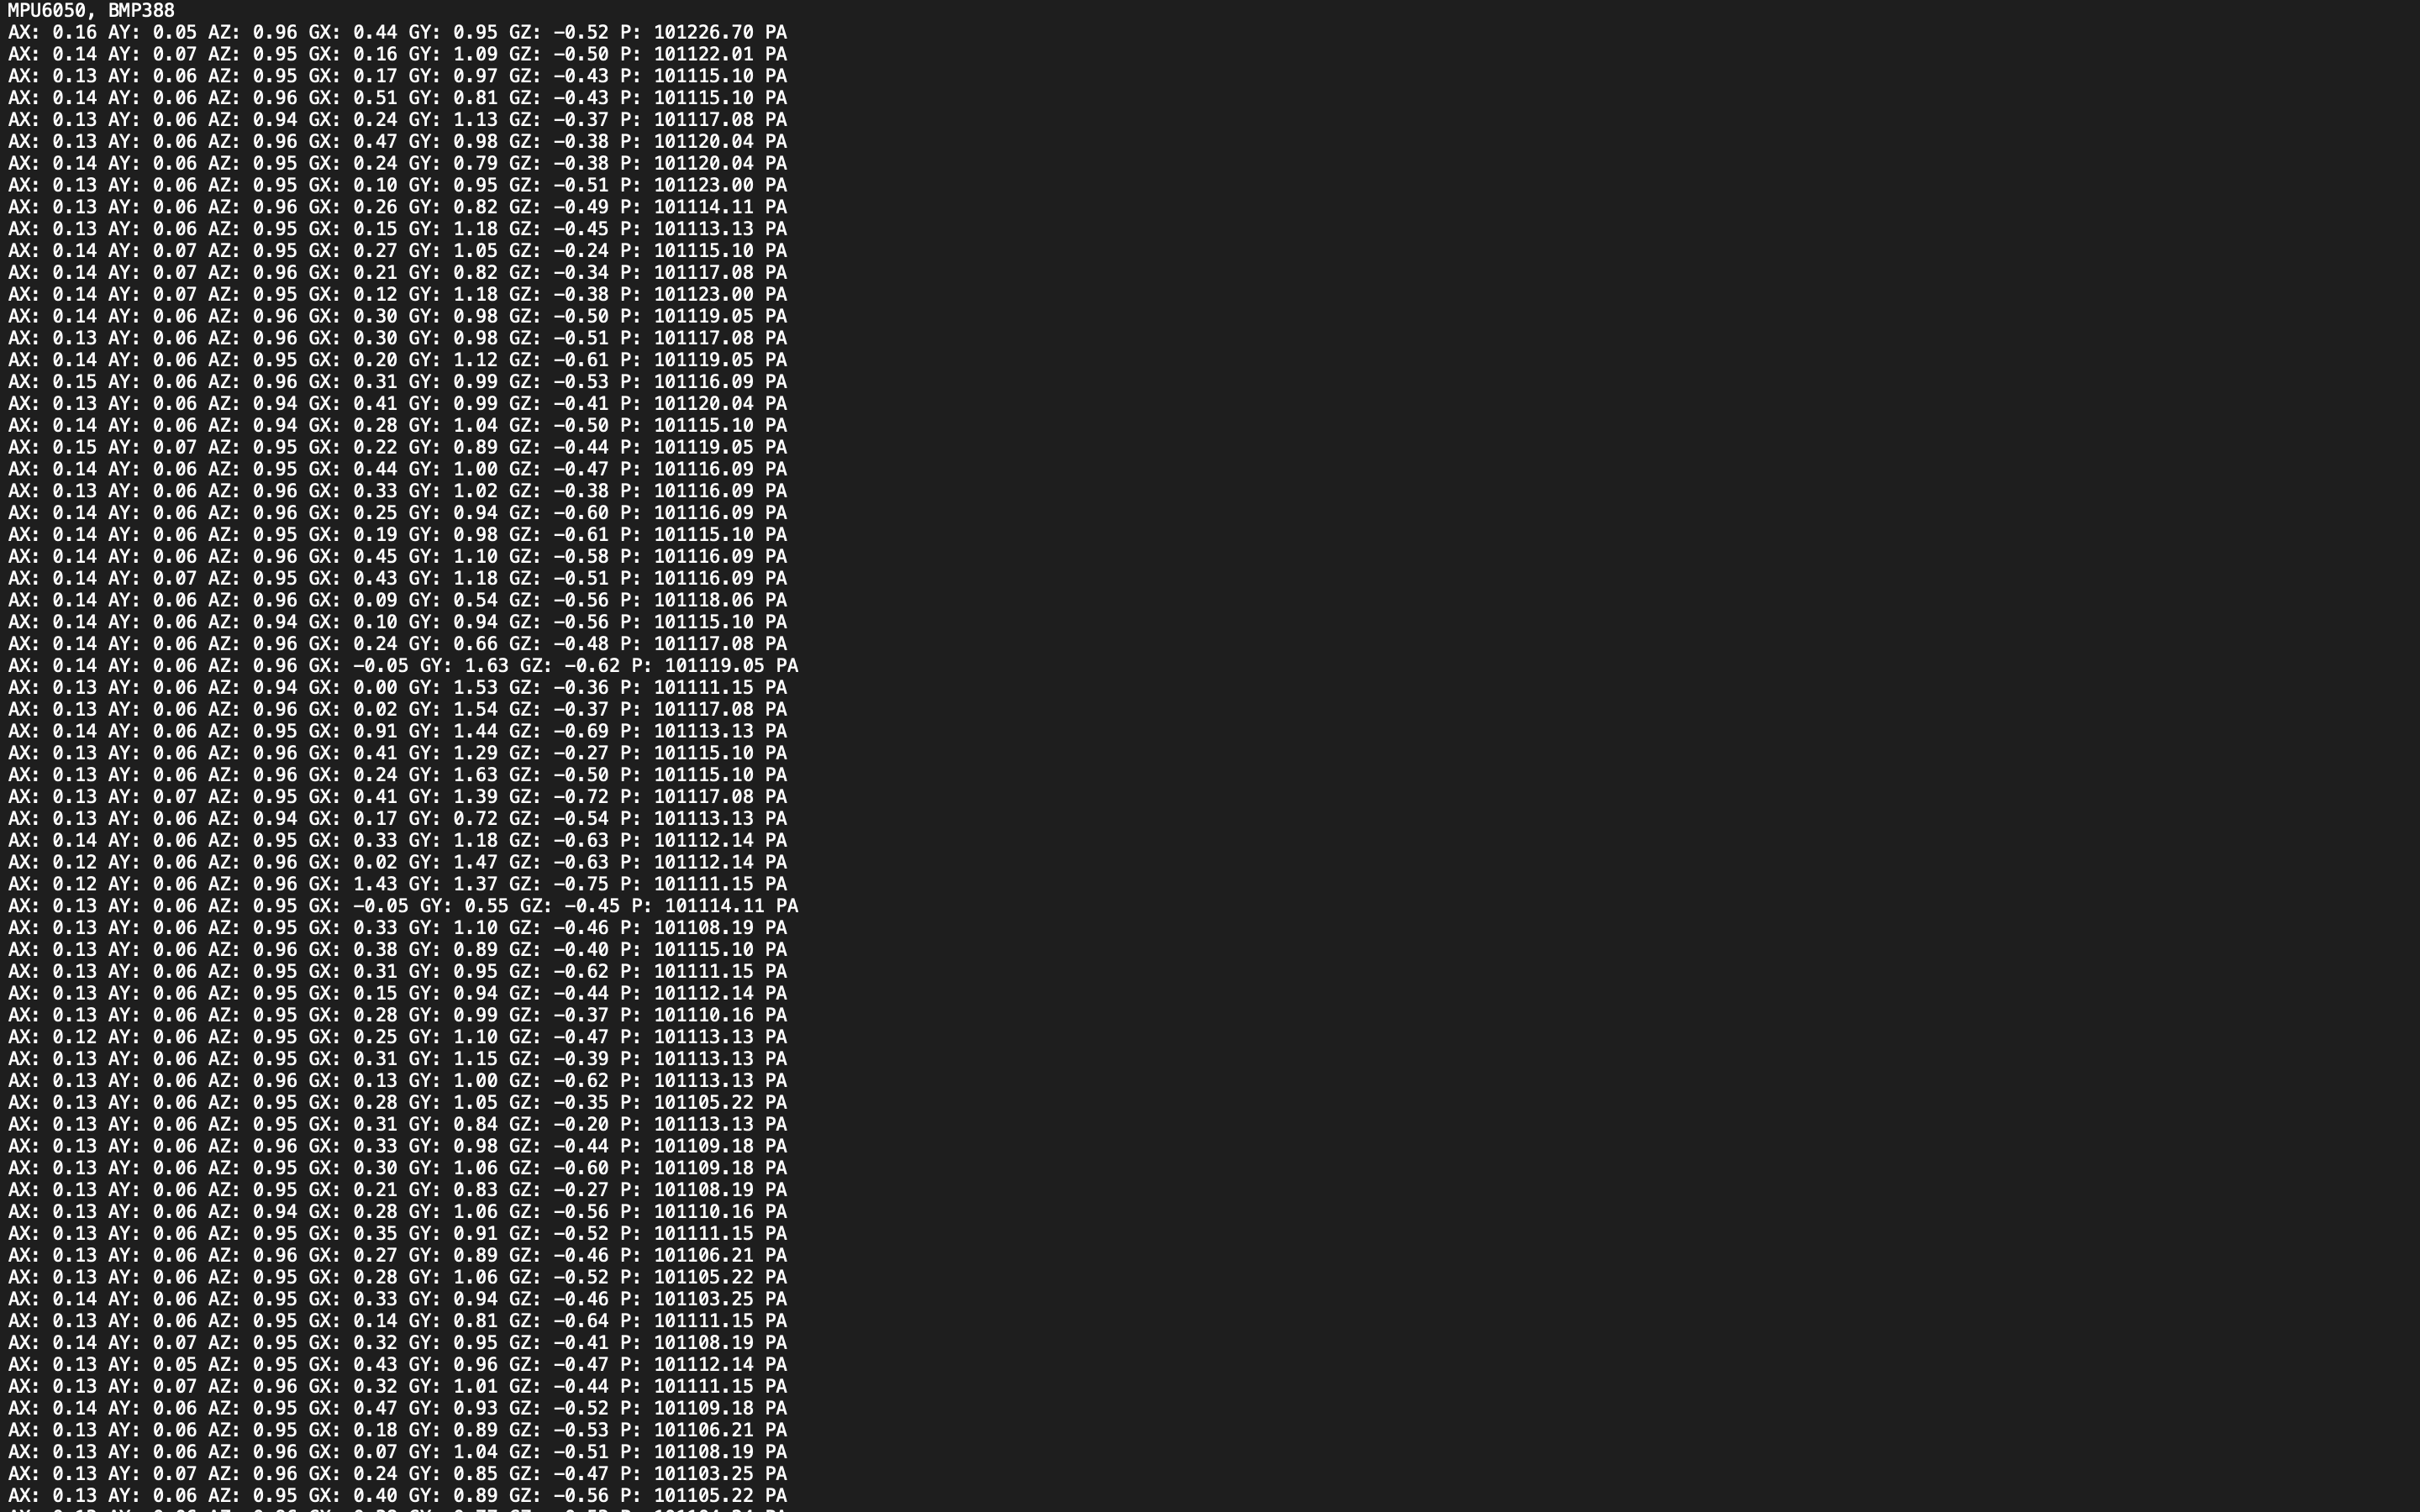 MPU6050, BMP388
AX: 0.16 AY: 0.05 AZ: 0.96 GX: 0.44 GY: 0.95 GZ: -0.52 P: 101226.70 PA
AX: 0.14 AY: 0.07 AZ: 0.95 GX: 0.16 GY: 1.09 GZ: -0.50 P: 101122.01 PA
AX: 0.13 AY: 0.06 AZ: 0.95 GX: 0.17 GY: 0.97 GZ: -0.43 P: 101115.10 PA
AX: 0.14 AY: 0.06 AZ: 0.96 GX: 0.51 GY: 0.81 GZ: -0.43 P: 101115.10 PA
AX: 0.13 AY: 0.06 AZ: 0.94 GX: 0.24 GY: 1.13 GZ: -0.37 P: 101117.08 PA
AX: 0.13 AY: 0.06 AZ: 0.96 GX: 0.47 GY: 0.98 GZ: -0.38 P: 101120.04 PA
AX: 0.14 AY: 0.06 AZ: 0.95 GX: 0.24 GY: 0.79 GZ: -0.38 P: 101120.04 PA
AX: 0.13 AY: 0.06 AZ: 0.95 GX: 0.10 GY: 0.95 GZ: -0.51 P: 101123.00 PA
AX: 0.13 AY: 0.06 AZ: 0.96 GX: 0.26 GY: 0.82 GZ: -0.49 P: 101114.11 PA
AX: 0.13 AY: 0.06 AZ: 0.95 GX: 0.15 GY: 1.18 GZ: -0.45 P: 101113.13 PA
AX: 0.14 AY: 0.07 AZ: 0.95 GX: 0.27 GY: 1.05 GZ: -0.24 P: 101115.10 PA
AX: 0.14 AY: 0.07 AZ: 0.96 GX: 0.21 GY: 0.82 GZ: -0.34 P: 101117.08 PA
AX: 0.14 AY: 0.07 AZ: 0.95 GX: 0.12 GY: 1.18 GZ: -0.38 P: 101123.00 PA
AX: 0.14 AY: 0.06 AZ: 0.96 GX: 0.30 GY: 0.98 GZ: -0.50 P: 101119.05 PA
AX: 0.13 AY: 0.06 AZ: 0.96 GX: 0.30 GY: 0.98 GZ: -0.51 P: 101117.08 PA
AX: 0.14 AY: 0.06 AZ: 0.95 GX: 0.20 GY: 1.12 GZ: -0.61 P: 101119.05 PA
AX: 0.15 AY: 0.06 AZ: 0.96 GX: 0.31 GY: 0.99 GZ: -0.53 P: 101116.09 PA
AX: 0.13 AY: 0.06 AZ: 0.94 GX: 0.41 GY: 0.99 GZ: -0.41 P: 101120.04 PA
AX: 0.14 AY: 0.06 AZ: 0.94 GX: 0.28 GY: 1.04 GZ: -0.50 P: 101115.10 PA
AX: 0.15 AY: 0.07 AZ: 0.95 GX: 0.22 GY: 0.89 GZ: -0.44 P: 101119.05 PA
AX: 0.14 AY: 0.06 AZ: 0.95 GX: 0.44 GY: 1.00 GZ: -0.47 P: 101116.09 PA
AX: 0.13 AY: 0.06 AZ: 0.96 GX: 0.33 GY: 1.02 GZ: -0.38 P: 101116.09 PA
AX: 0.14 AY: 0.06 AZ: 0.96 GX: 0.25 GY: 0.94 GZ: -0.60 P: 101116.09 PA
AX: 0.14 AY: 0.06 AZ: 0.95 GX: 0.19 GY: 0.98 GZ: -0.61 P: 101115.10 PA
AX: 0.14 AY: 0.06 AZ: 0.96 GX: 0.45 GY: 1.10 GZ: -0.58 P: 101116.09 PA
AX: 0.14 AY: 0.07 AZ: 0.95 GX: 0.43 GY: 1.18 GZ: -0.51 P: 101116.09 PA
AX: 0.14 AY: 0.06 AZ: 0.96 GX: 0.09 GY: 0.54 GZ: -0.56 P: 101118.06 PA
AX: 0.14 AY: 0.06 AZ: 0.94 GX: 0.10 GY: 0.94 GZ: -0.56 P: 101115.10 PA
AX: 0.14 AY: 0.06 AZ: 0.96 GX: 0.24 GY: 0.66 GZ: -0.48 P: 101117.08 PA
AX: 0.14 AY: 0.06 AZ: 0.96 GX: -0.05 GY: 1.63 GZ: -0.62 P: 101119.05 PA
AX: 0.13 AY: 0.06 AZ: 0.94 GX: 0.00 GY: 1.53 GZ: -0.36 P: 101111.15 PA
AX: 0.13 AY: 0.06 AZ: 0.96 GX: 0.02 GY: 1.54 GZ: -0.37 P: 101117.08 PA
AX: 0.14 AY: 0.06 AZ: 0.95 GX: 0.91 GY: 1.44 GZ: -0.69 P: 101113.13 PA
AX: 0.13 AY: 0.06 AZ: 0.96 GX: 0.41 GY: 1.29 GZ: -0.27 P: 101115.10 PA
AX: 0.13 AY: 0.06 AZ: 0.96 GX: 0.24 GY: 1.63 GZ: -0.50 P: 101115.10 PA
AX: 0.13 AY: 0.07 AZ: 0.95 GX: 0.41 GY: 1.39 GZ: -0.72 P: 101117.08 PA
AX: 0.13 AY: 0.06 AZ: 0.94 GX: 0.17 GY: 0.72 GZ: -0.54 P: 101113.13 PA
AX: 0.14 AY: 0.06 AZ: 0.95 GX: 0.33 GY: 1.18 GZ: -0.63 P: 101112.14 PA
AX: 0.12 AY: 0.06 AZ: 0.96 GX: 0.02 GY: 1.47 GZ: -0.63 P: 101112.14 PA
AX: 0.12 AY: 0.06 AZ: 0.96 GX: 1.43 GY: 1.37 GZ: -0.75 P: 101111.15 PA
AX: 0.13 AY: 0.06 AZ: 0.95 GX: -0.05 GY: 0.55 GZ: -0.45 P: 101114.11 PA
AX: 0.13 AY: 0.06 AZ: 0.95 GX: 0.33 GY: 1.10 GZ: -0.46 P: 101108.19 PA
AX: 0.13 AY: 0.06 AZ: 0.96 GX: 0.38 GY: 0.89 GZ: -0.40 P: 101115.10 PA
AX: 0.13 AY: 0.06 AZ: 0.95 GX: 0.31 GY: 0.95 GZ: -0.62 P: 101111.15 PA
AX: 0.13 AY: 0.06 AZ: 0.95 GX: 0.15 GY: 0.94 GZ: -0.44 P: 101112.14 PA
AX: 0.13 AY: 0.06 AZ: 0.95 GX: 0.28 GY: 0.99 GZ: -0.37 P: 101110.16 PA
AX: 0.12 AY: 0.06 AZ: 0.95 GX: 0.25 GY: 1.10 GZ: -0.47 P: 101113.13 PA
AX: 0.13 AY: 0.06 AZ: 0.95 GX: 0.31 GY: 1.15 GZ: -0.39 P: 101113.13 PA
AX: 0.13 AY: 0.06 AZ: 0.96 GX: 0.13 GY: 1.00 GZ: -0.62 P: 101113.13 PA
AX: 0.13 AY: 0.06 AZ: 0.95 GX: 0.28 GY: 1.05 GZ: -0.35 P: 101105.22 PA
AX: 0.13 AY: 0.06 AZ: 0.95 GX: 0.31 GY: 0.84 GZ: -0.20 P: 101113.13 PA
AX: 0.13 AY: 0.06 AZ: 0.96 GX: 0.33 GY: 0.98 GZ: -0.44 P: 101109.18 PA
AX: 0.13 AY: 0.06 AZ: 0.95 GX: 0.30 GY: 1.06 GZ: -0.60 P: 101109.18 PA
AX: 0.13 AY: 0.06 AZ: 0.95 GX: 0.21 GY: 0.83 GZ: -0.27 P: 101108.19 PA
AX: 0.13 AY: 0.06 AZ: 0.94 GX: 0.28 GY: 1.06 GZ: -0.56 P: 101110.16 PA
AX: 0.13 AY: 0.06 AZ: 0.95 GX: 0.35 GY: 0.91 GZ: -0.52 P: 101111.15 PA
AX: 0.13 AY: 0.06 AZ: 0.96 GX: 0.27 GY: 0.89 GZ: -0.46 P: 101106.21 PA
AX: 0.13 AY: 0.06 AZ: 0.95 GX: 0.28 GY: 1.06 GZ: -0.52 P: 101105.22 PA
AX: 0.14 AY: 0.06 AZ: 0.95 GX: 0.33 GY: 0.94 GZ: -0.46 P: 101103.25 PA
AX: 0.13 AY: 0.06 AZ: 0.95 GX: 0.14 GY: 0.81 GZ: -0.64 P: 101111.15 PA
AX: 0.14 AY: 0.07 AZ: 0.95 GX: 0.32 GY: 0.95 GZ: -0.41 P: 101108.19 PA
AX: 0.13 AY: 0.05 AZ: 0.95 GX: 0.43 GY: 0.96 GZ: -0.47 P: 101112.14 PA
AX: 0.13 AY: 0.07 AZ: 0.96 GX: 0.32 GY: 1.01 GZ: -0.44 P: 101111.15 PA
AX: 0.14 AY: 0.06 AZ: 0.95 GX: 0.47 GY: 0.93 GZ: -0.52 P: 101109.18 PA
AX: 0.13 AY: 0.06 AZ: 0.95 GX: 0.18 GY: 0.89 GZ: -0.53 P: 101106.21 PA
AX: 0.13 AY: 0.06 AZ: 0.96 GX: 0.07 GY: 1.04 GZ: -0.51 P: 101108.19 PA
AX: 0.13 AY: 0.07 AZ: 0.96 GX: 0.24 GY: 0.85 GZ: -0.47 P: 101103.25 PA
AX: 0.13 AY: 0.06 AZ: 0.95 GX: 0.40 GY: 0.89 GZ: -0.56 P: 101105.22 PA